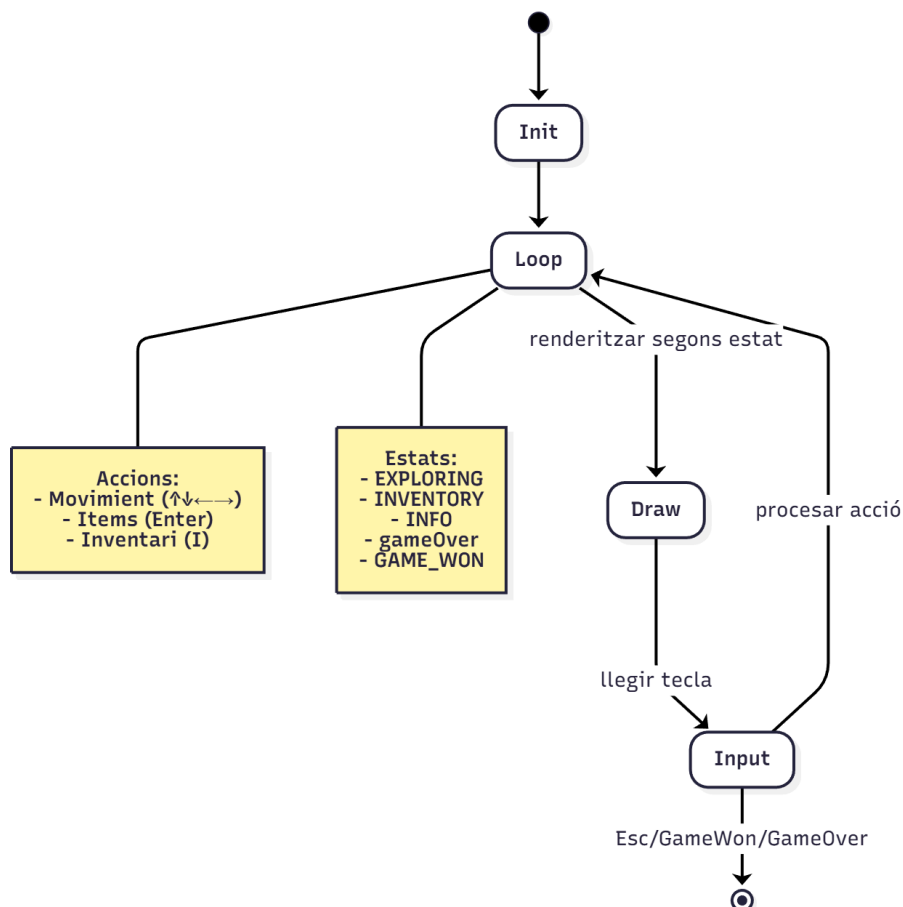 Init
Loop
renderitzar segons estat
Accions:
- Movimient (↑↓←→)
- Items (Enter)
- Inventari (I)
Estats:
- EXPLORING
- INVENTORY
- INFO
- gameOver
- GAME_WON
Draw
procesar acció
llegir tecla
Input
Esc/GameWon/GameOver